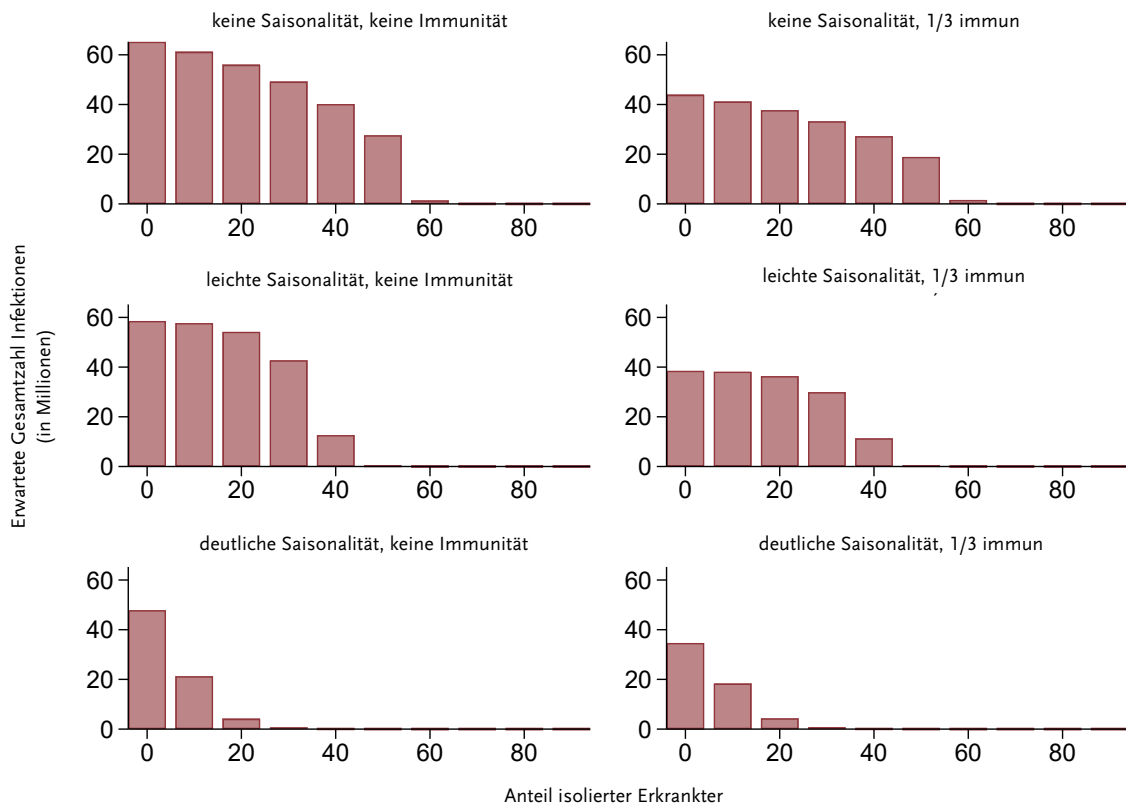 keine Saisonalität, keine Immunität
60
40
20
0
0 20 40 60 80
keine Saisonalität, 1/3 immun
60
40
20
0
0 20 40 60 80
leichte Saisonalität, keine Immunität
60
40
20
0
0 20 40 60 80
leichte Saisonalität, 1/3 immun
60
40
20
0
0 20 40 60 80
deutliche Saisonalität, keine Immunität
60
40
20
0
0 20 40 60 80
deutliche Saisonalität, 1/3 immun
60
40
20
0
0 20 40 60 80
Erwartete Gesamtzahl Infektionen
(in Millionen)
Anteil isolierter Erkrankter